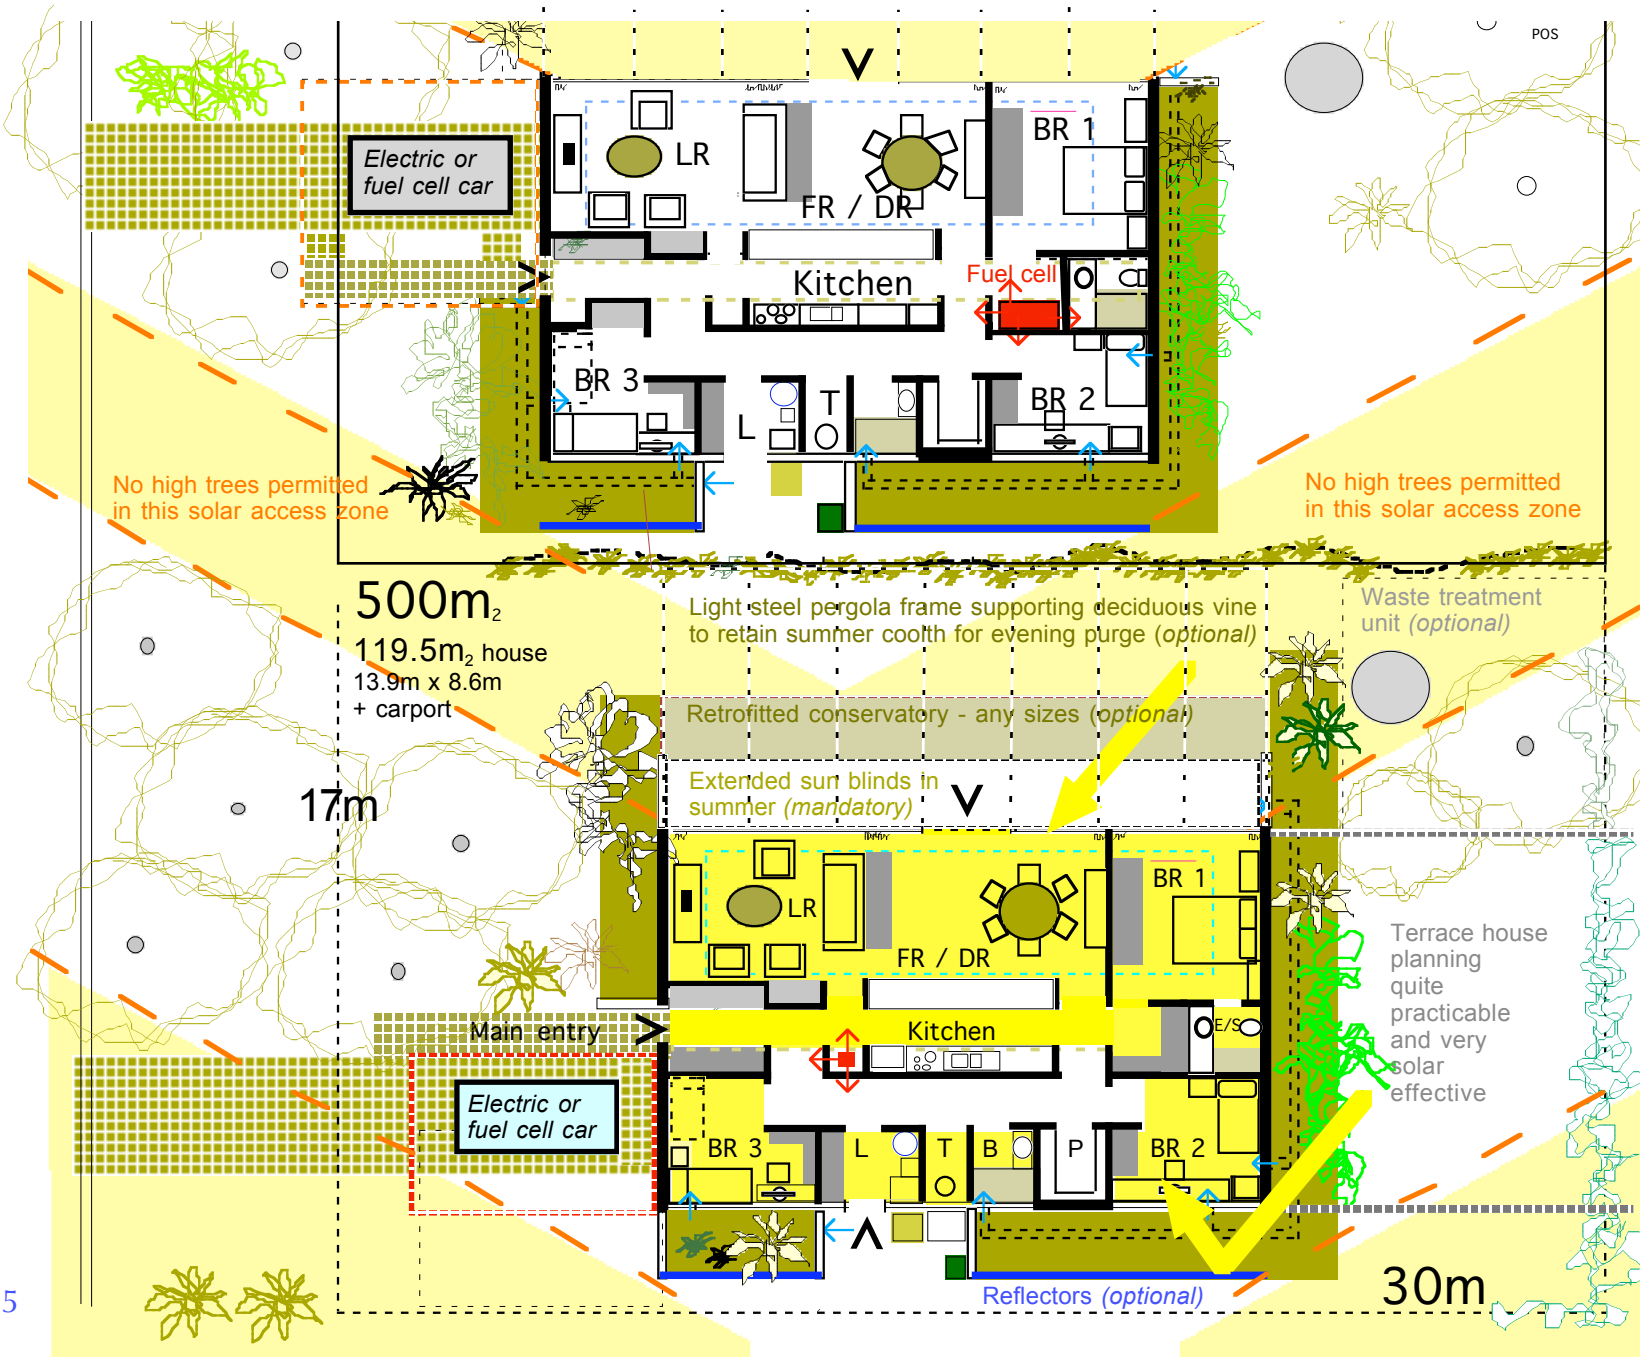 POS
Electric or
fuel cell car
LR
FR / DR
BR 1
Kitchen
Fuel cell
BR 3
L
T
BR 2
No high trees permitted
in this solar access zone
No high trees permitted
in this solar access zone
500m2
119.5m2 house
13.9m x 8.6m
+ carport
Light steel pergola frame supporting deciduous vine
to retain summer coolth for evening purge (optional)
Waste treatment
unit (optional)
Retrofitted conservatory - any sizes (optional)
Extended sun blinds in
summer (mandatory)
17m
LR
FR / DR
BR 1
Terrace house
planning
quite
practicable
and very
solar
effective
Main entry
Kitchen
E/S
Electric or
fuel cell car
BR 3
L
T
B
P
BR 2
Reflectors (optional)
30m
5